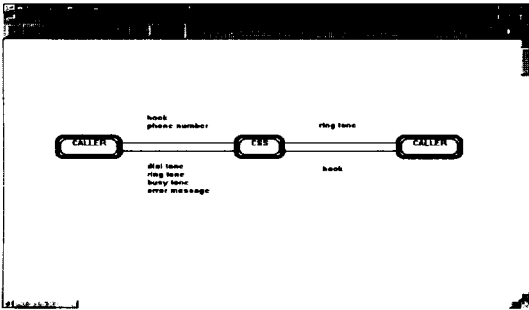 hook
phone number
ring tone
CALLER
CSS
CALLER
dial tone
ring tone
busy tone
error message
hook